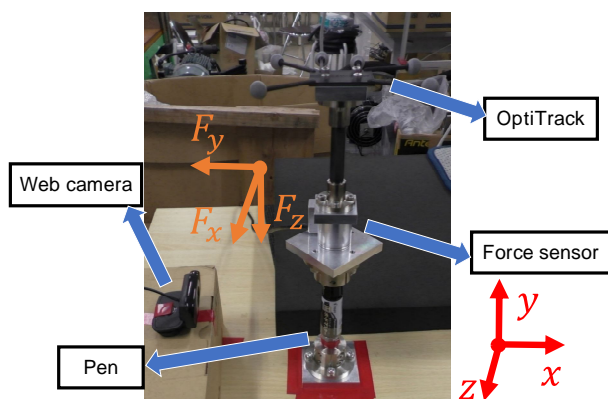 OptiTrack
F_y
Web camera
F_x
F_z
Force sensor
y
x
z
Pen